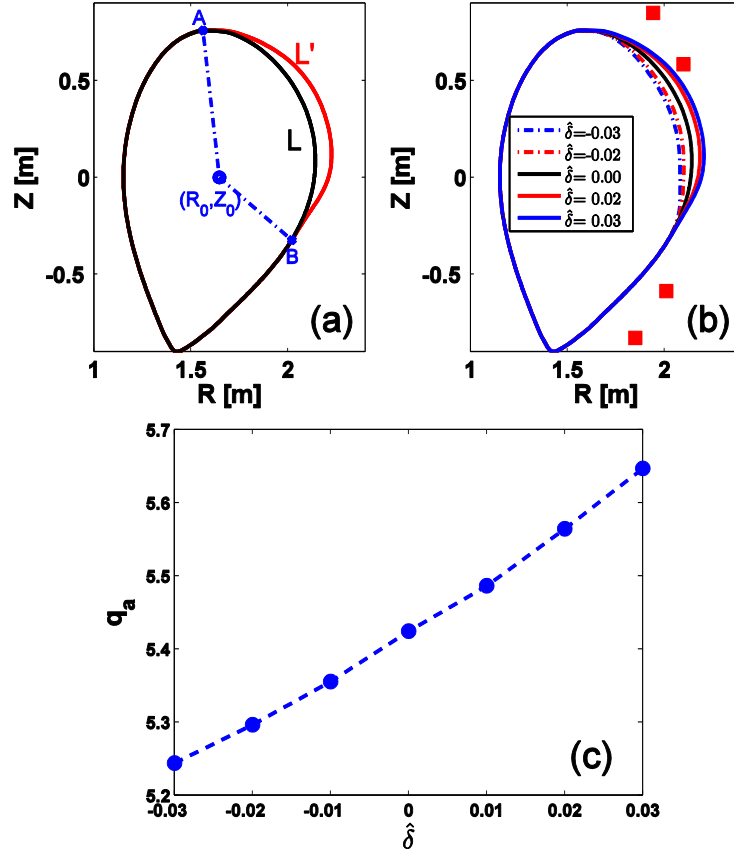 A
L'
L
(R₀,Z₀)
B
(a)
Z [m]
0.5
0
-0.5
1
1.5
2
R [m]
δ̂=-0.03
δ̂=-0.02
δ̂= 0.00
δ̂= 0.02
δ̂= 0.03
(b)
Z [m]
0.5
0
-0.5
1
1.5
2
R [m]
5.7
5.6
5.5
5.4
5.3
5.2
qₐ
(c)
-0.03
-0.02
-0.01
0
0.01
0.02
0.03
δ̂